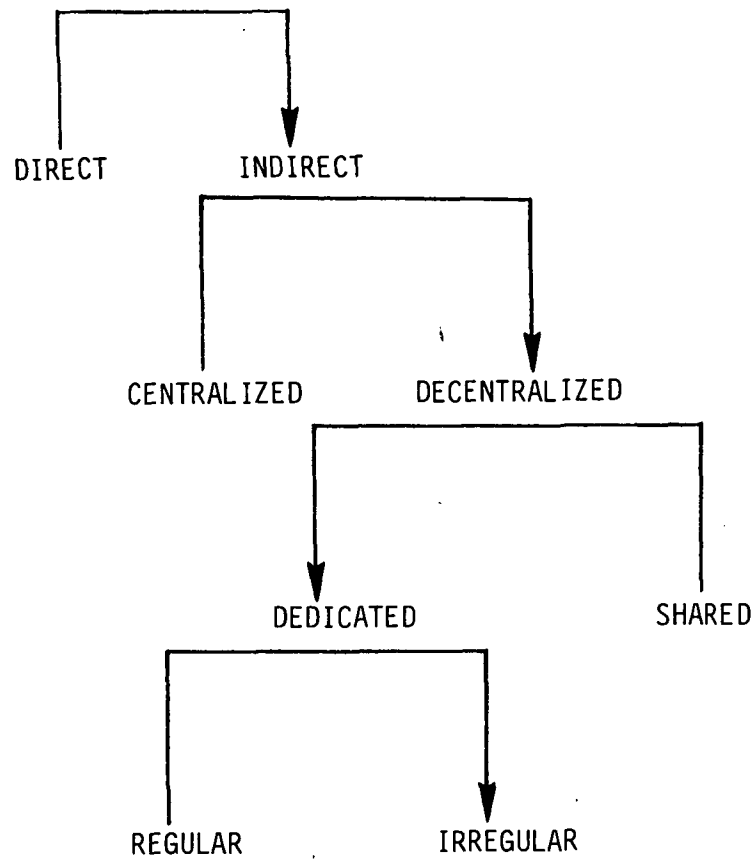 DIRECT INDIRECT
CENTRALIZED DECENTRALIZED
DEDICATED SHARED
REGULAR IRREGULAR